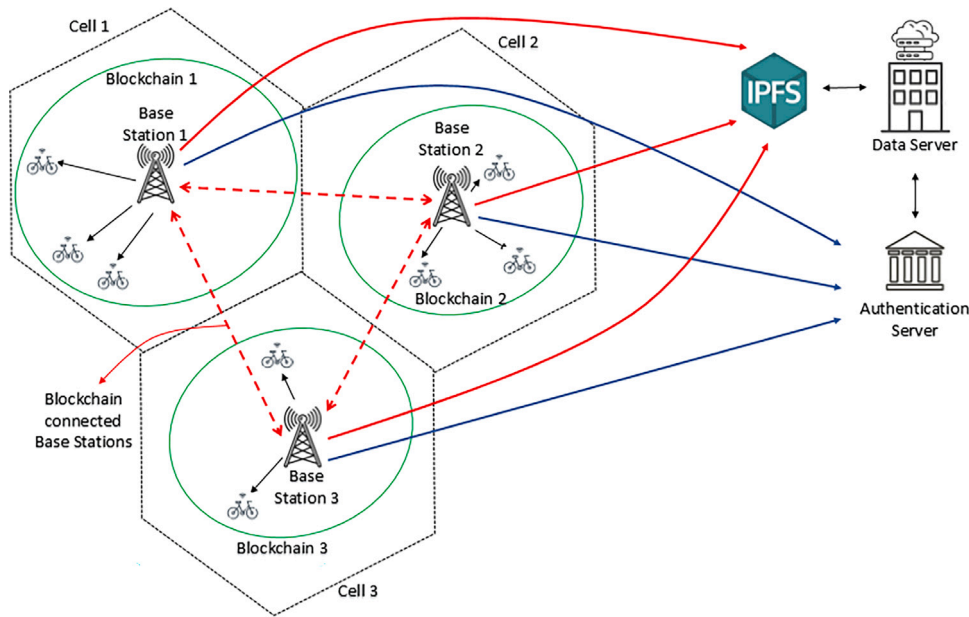 Cell 1
Cell 2
Blockchain 1
Base
Station 1
Base
Station 2
IPFS
Data Server
Blockchain 2
Authentication
Server
Blockchain
connected
Base Stations
Base
Station 3
Blockchain 3
Cell 3